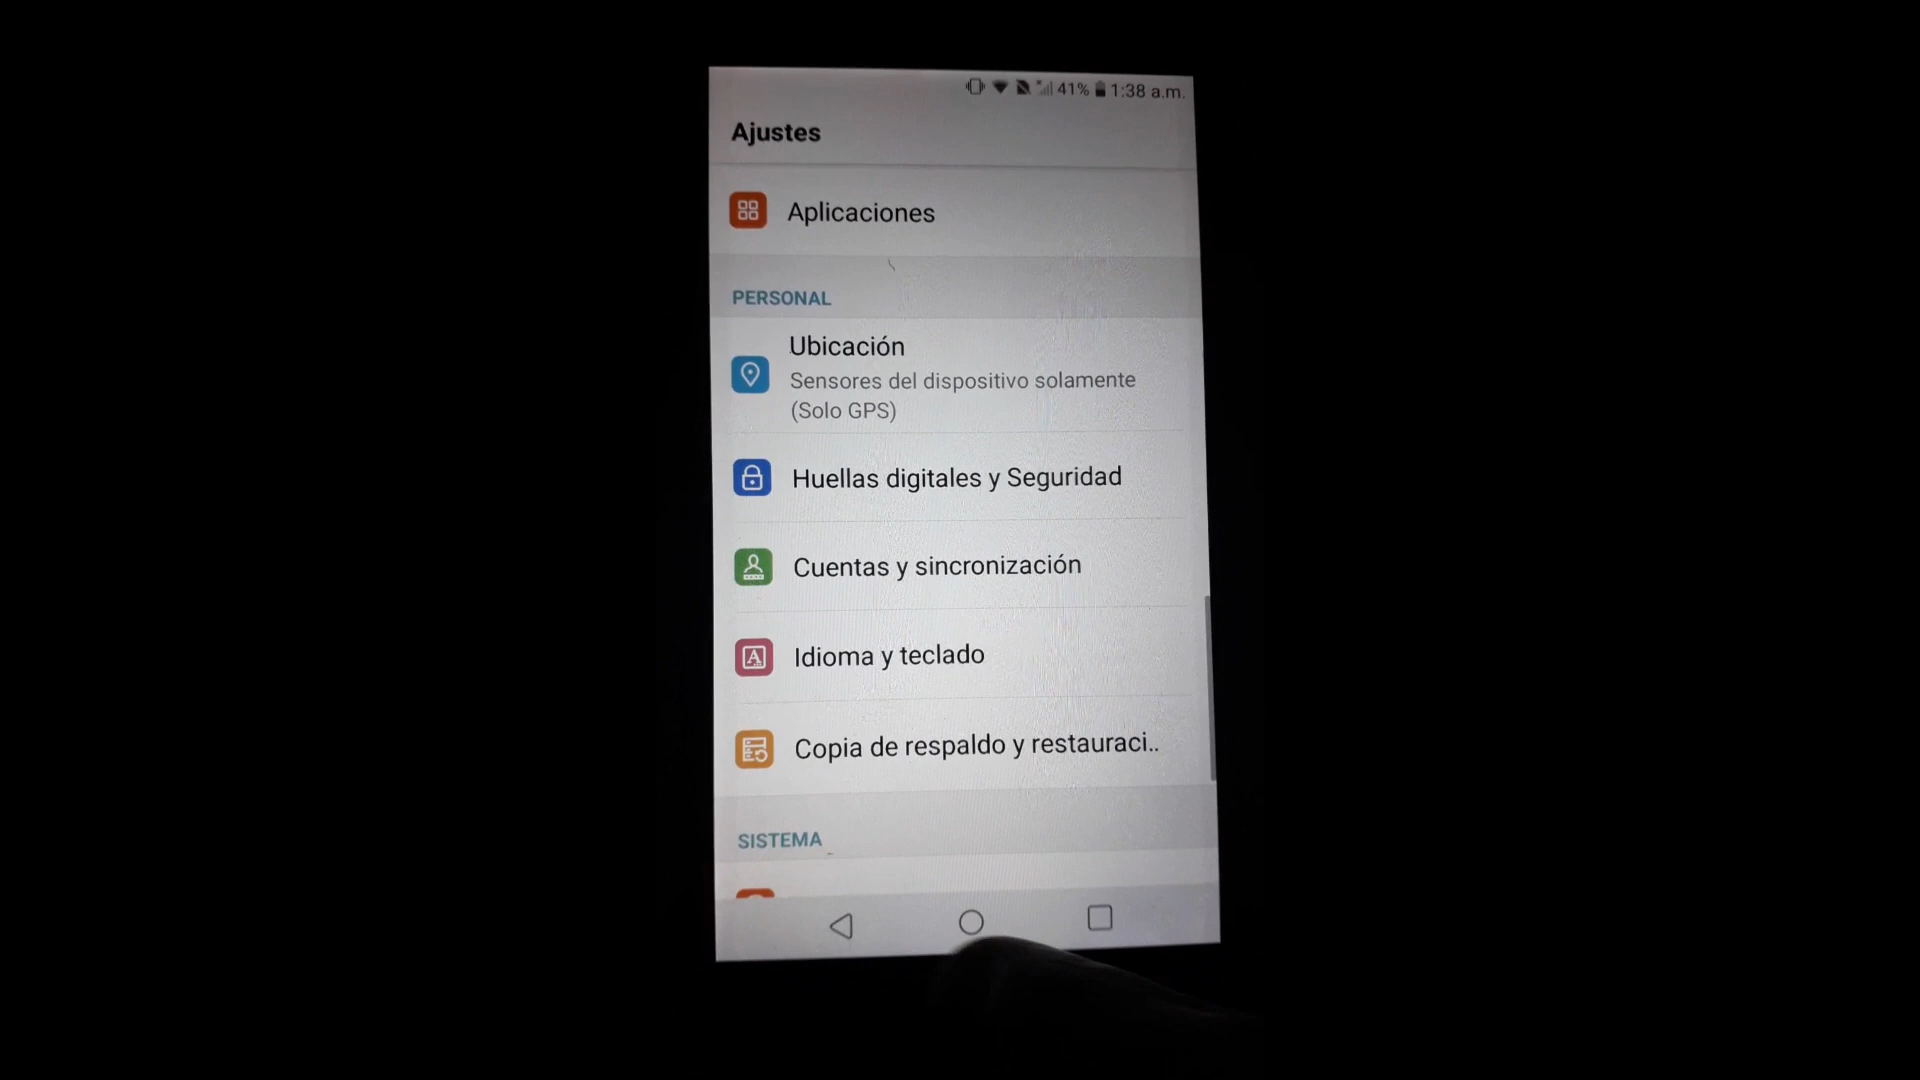 41% 1:38 a.m.
Ajustes
Aplicaciones
PERSONAL
Ubicación
Sensores del dispositivo solamente
(Solo GPS)
Huellas digitales y Seguridad
Cuentas y sincronización
Idioma y teclado
Copia de respaldo y restauraci..
SISTEMA